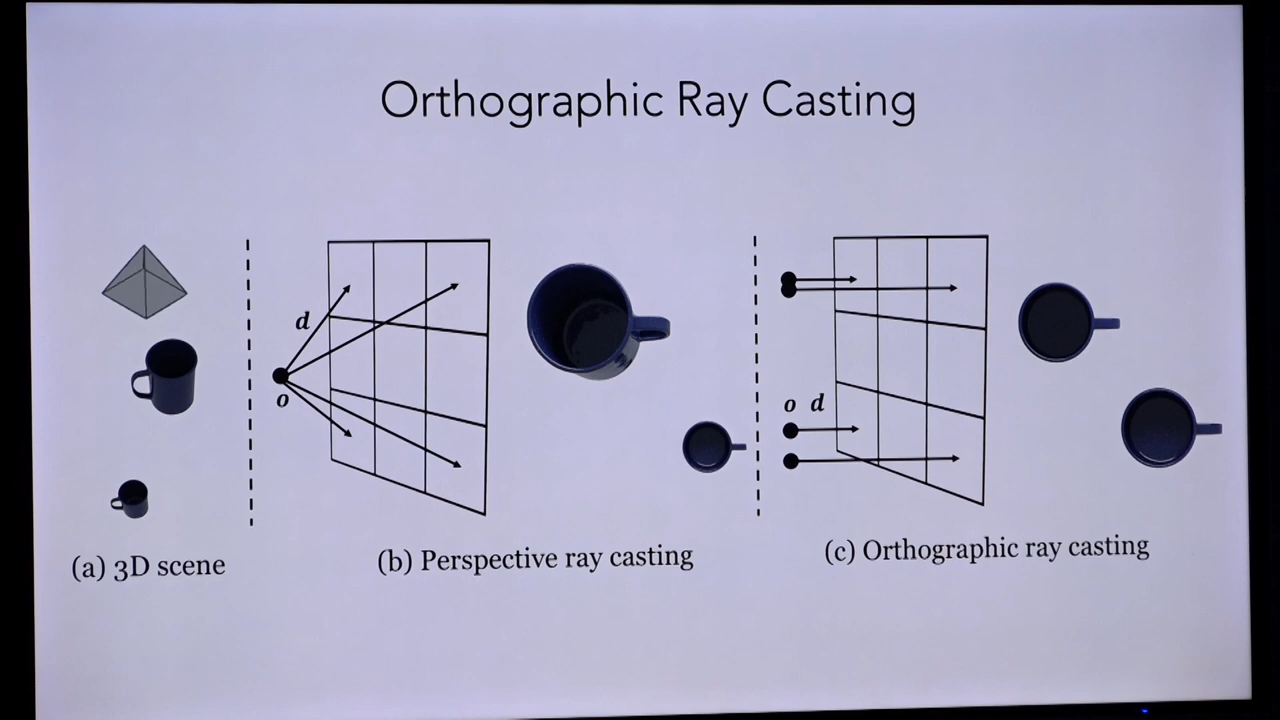 Orthographic Ray Casting
d
o
o d
(a) 3D scene
(b) Perspective ray casting
(c) Orthographic ray casting